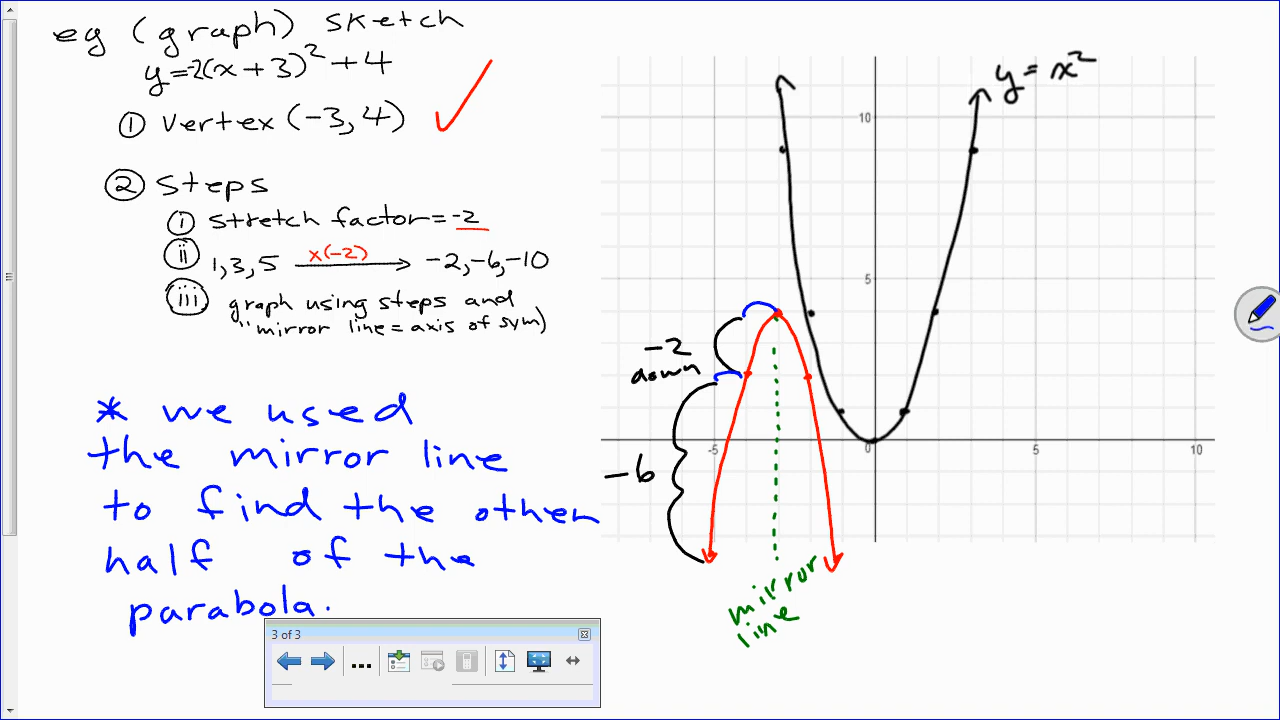 eg (graph) sketch
y=-2(x+3)²+4
① vertex (-3,4)
② Steps
ⓘ stretch factor = -2
ⅱ 1,3,5 x(-2) → -2,-6,-10
ⅲ graph using steps and
"mirror line = axis of sym)
* we used
the mirror line
to find the other
half of the
parabola.
y = x²
10
5
-5
0
5
10
-2
down
-6
mirror
line
3 of 3
...